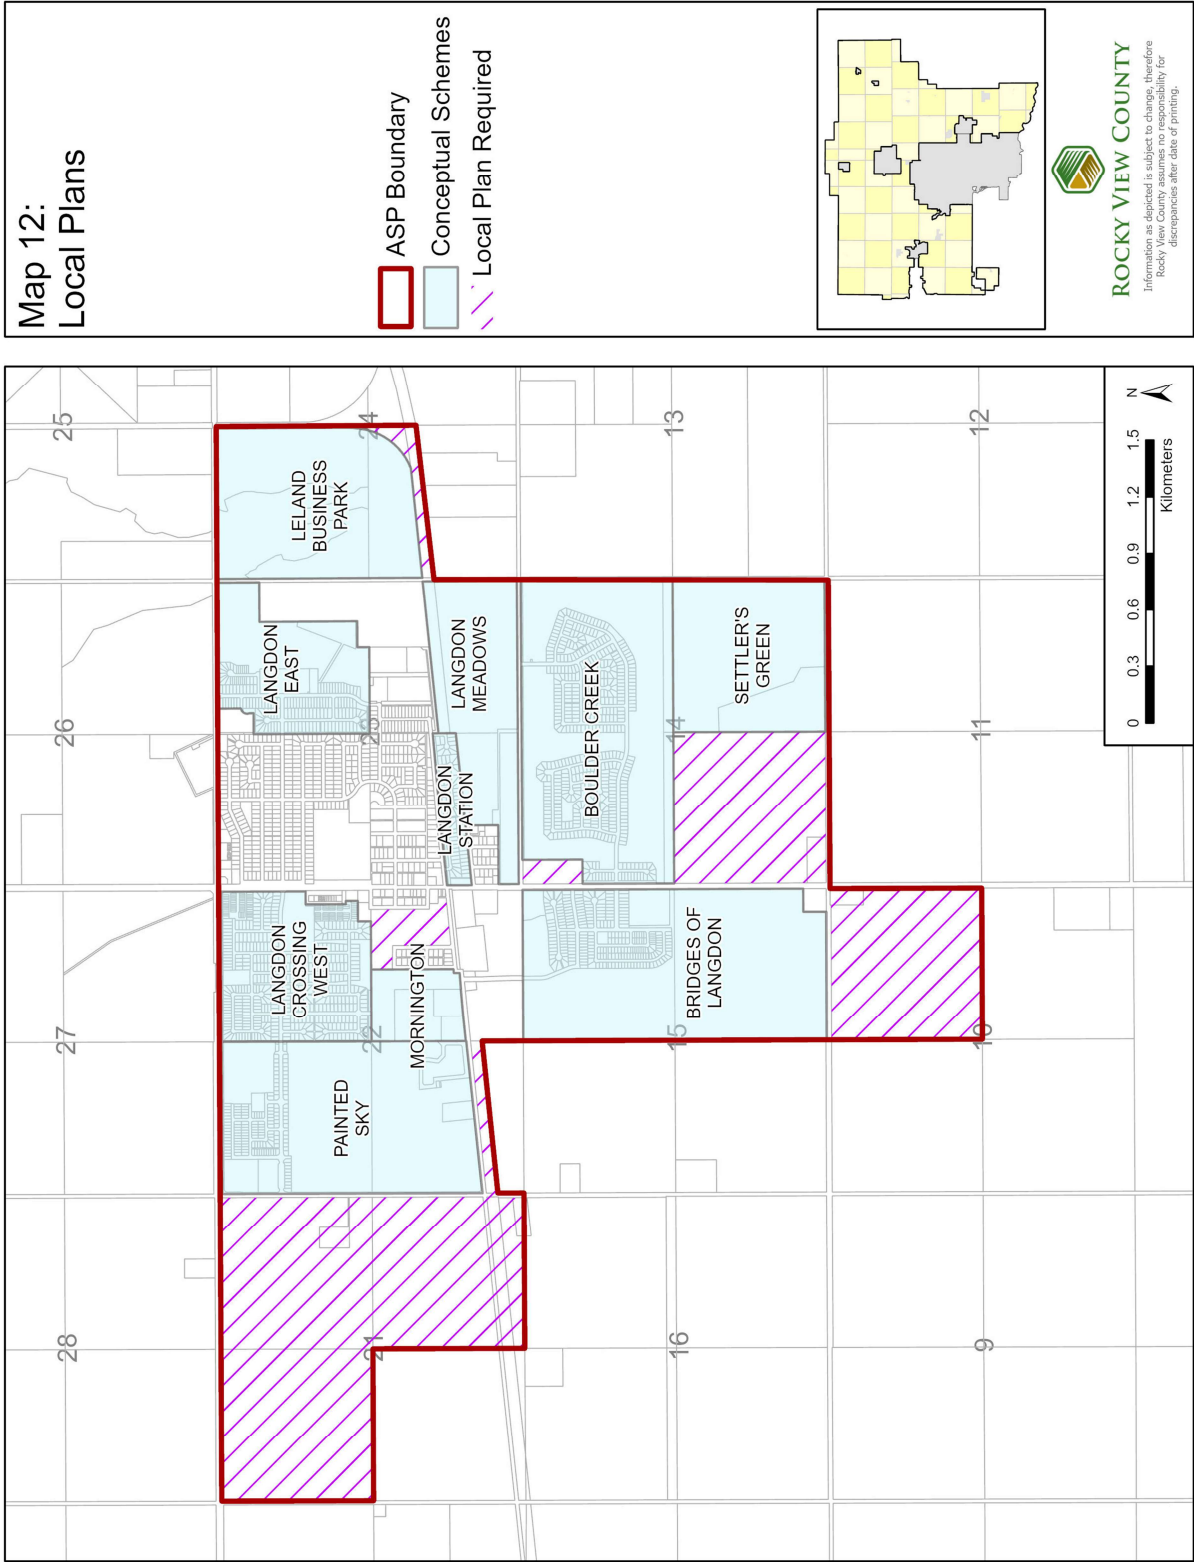 Map 12:
Local Plans
ASP Boundary
Conceptual Schemes
Local Plan Required
ROCKY VIEW COUNTY
Information as depicted is subject to change, therefore
Rocky View County assumes no responsibility for
discrepancies after date of printing.
28
27
26
25
21
22
23
24
16
15
14
13
9
10
11
12
PAINTED
SKY
LANGDON
CROSSING
WEST
MORNINGTON
LANGDON
EAST
LELAND
BUSINESS
PARK
LANGDON
STATION
LANGDON
MEADOWS
BOULDER CREEK
BRIDGES OF
LANGDON
SETTLER'S
GREEN
N
0 0.3 0.6 0.9 1.2 1.5
Kilometers